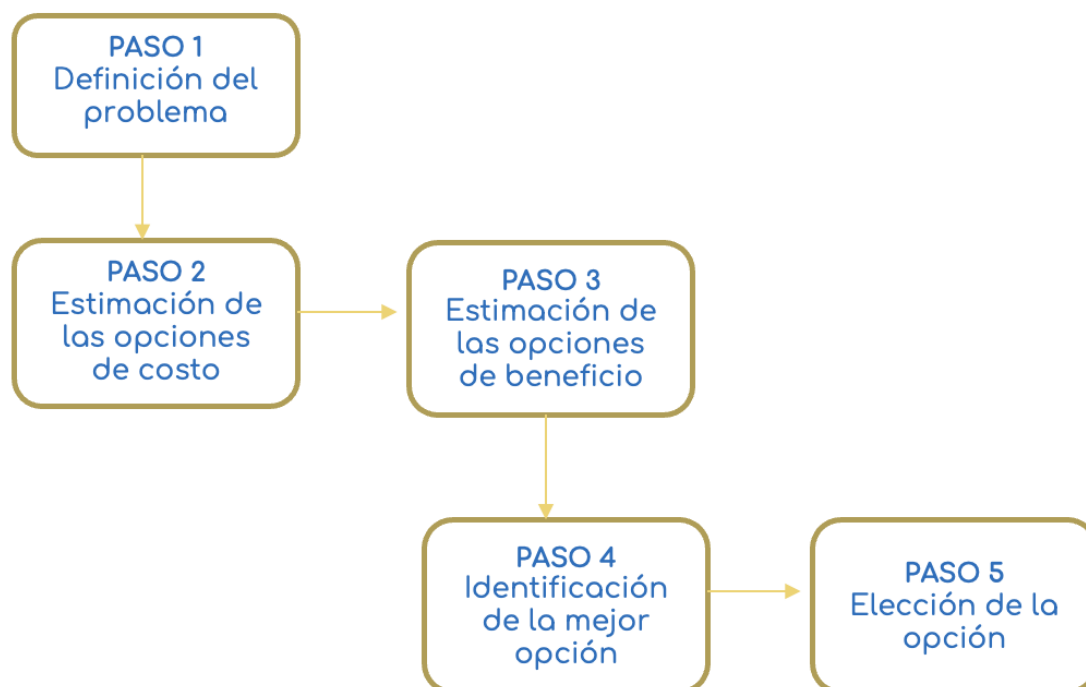 PASO 1
Definición del
problema
PASO 2
Estimación de
las opciones
de costo
PASO 3
Estimación de
las opciones
de beneficio
PASO 4
Identificación
de la mejor
opción
PASO 5
Elección de la
opción